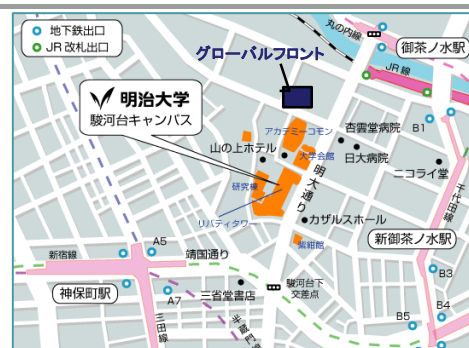 地下鉄出口
JR 改札出口
丸の内線
御茶ノ水駅
グローバルフロント
JR 線
明治大学
駿河台キャンパス
アカデミーコモン
杏雲堂病院
B1
山の上ホテル
大学会館
日大病院
ニコライ堂
研究棟
明大通り
千代田線
リバティタワー
カザルスホール
新宿線
A5
靖国通り
紫紺館
新御茶ノ水駅
神保町駅
A7
三省堂書店
駿河台下
交差点
B3
B4
B5
三田線
半蔵門線